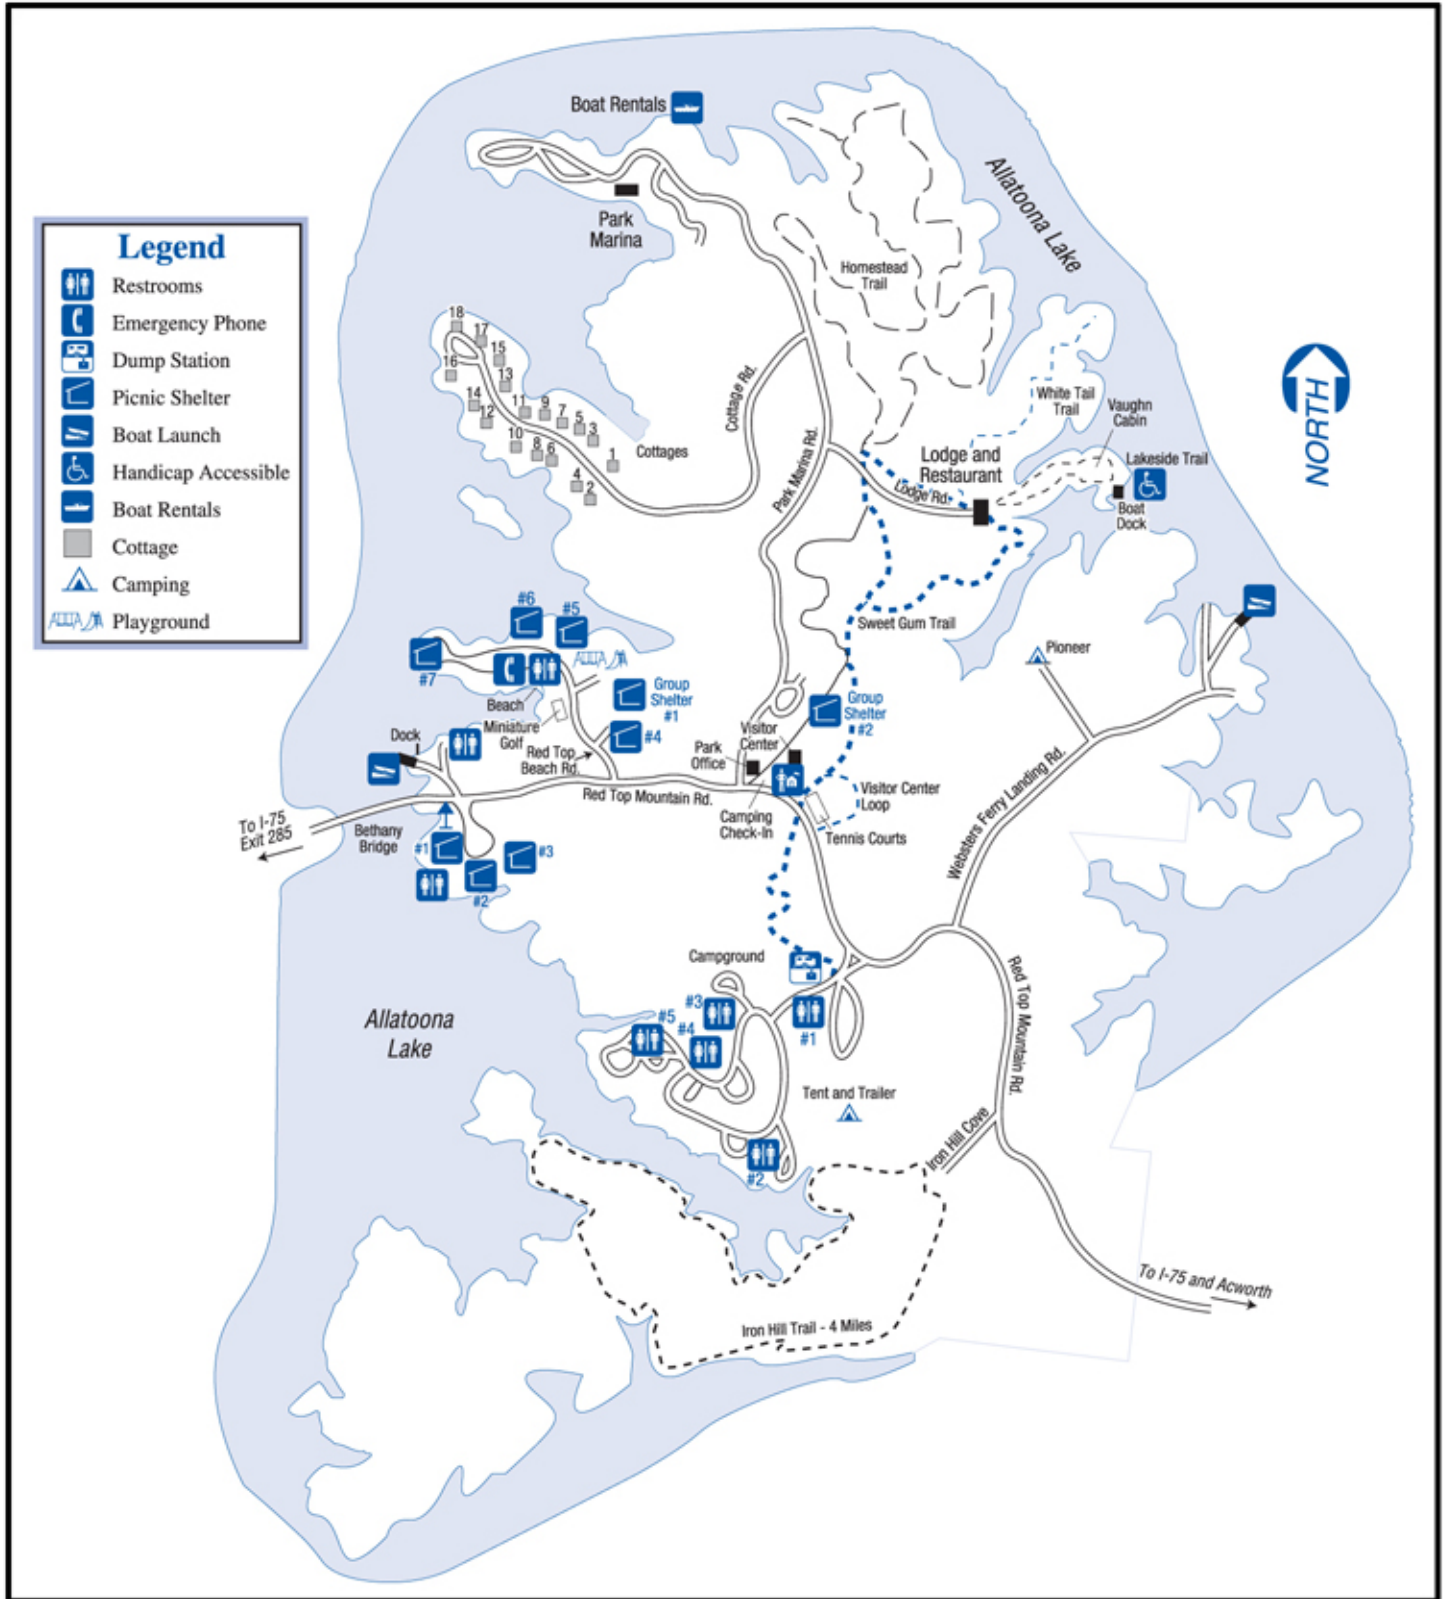 Boat Rentals
Park
Marina
Allatoona Lake
Homestead
Trail
Legend
Restrooms
Emergency Phone
Dump Station
Picnic Shelter
Boat Launch
Handicap Accessible
Boat Rentals
Cottage
Camping
Playground
NORTH
18
17
15
16
13
14
11
9
7
5
3
12
10
8
6
1
4
2
Cottages
Cottage Rd.
Park Marina Rd.
White Tail
Trail
Vaughn
Cabin
Lodge and
Restaurant
Lodge Rd.
Lakeside Trail
Boat
Dock
Sweet Gum Trail
Pioneer
#6
#5
#7
Beach
Miniature
Golf
Group
Shelter
#1
#4
Red Top
Beach Rd.
Dock
Park
Office
Visitor
Center
Group
Shelter
#2
Red Top Mountain Rd.
Camping
Check-In
Visitor Center
Loop
Tennis Courts
Websters Ferry Landing Rd.
To I-75
Exit 285
Bethany
Bridge
#1
#3
#2
Campground
#3
#5
#4
#1
Allatoona
Lake
Red Top Mountain Rd.
Tent and Trailer
Iron Hill Cove
#2
To I-75 and Acworth
Iron Hill Trail - 4 Miles